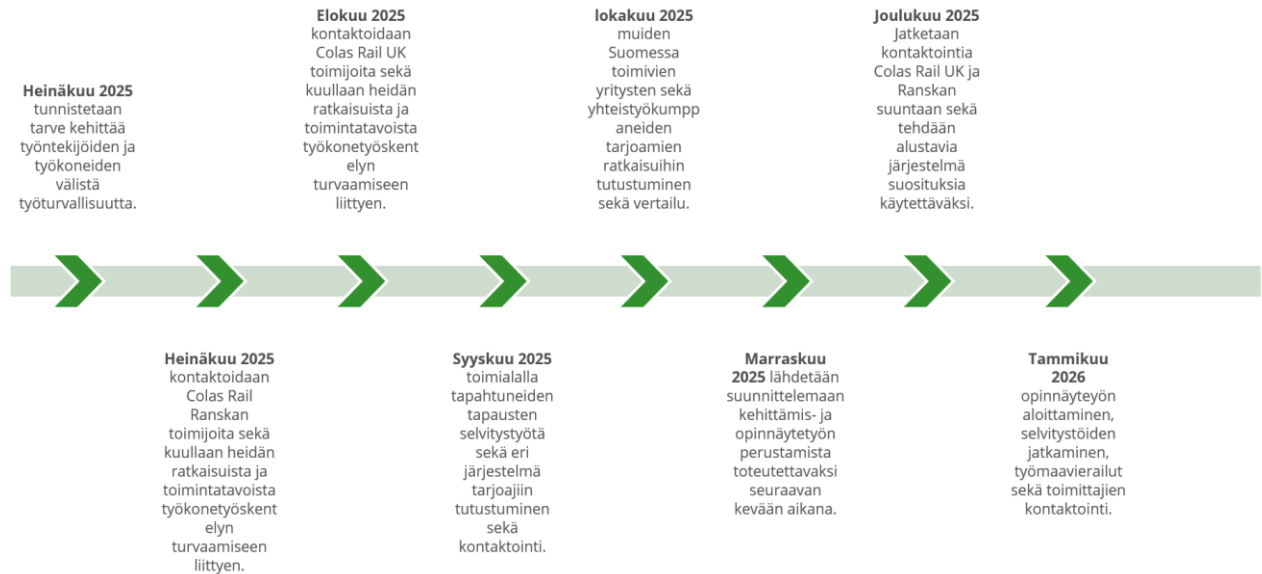 Heinäkuu 2025
tunnistetaan
tarve kehittää
työntekijöiden ja
työkoneiden
välistä
työturvallisuutta.
Heinäkuu 2025
kontaktoidaan
Colas Rail
Ranskan
toimijoita sekä
kuullaan heidän
ratkaisuista ja
toimintatavoista
työkonetyöskent
elyn
turvaamiseen
liittyen.
Elokuu 2025
kontaktoidaan
Colas Rail UK
toimijoita sekä
kuullaan heidän
ratkaisuista ja
toimintatavoista
työkonetyöskent
elyn
turvaamiseen
liittyen.
Syyskuu 2025
toimialalla
tapahtuneiden
tapausten
selvitystyötä
sekä eri
järjestelmä
tarjoajiin
tutustuminen
sekä
kontaktointi.
lokakuu 2025
muiden
Suomessa
toimivien
yritysten sekä
yhteistyökumpp
aneiden
tarjoamien
ratkaisuihin
tutustuminen
sekä vertailu.
Marraskuu
2025 lähdetään
suunnittelemaan
kehittämis- ja
opinnäytetyön
perustamista
toteutettavaksi
seuraavan
kevään aikana.
Joulukuu 2025
Jatketaan
kontaktointia
Colas Rail UK ja
Ranskan
suuntaan sekä
tehdään
alustavia
järjestelmä
suosituksia
käytettäväksi.
Tammikuu
2026
opinnäyteyön
aloittaminen,
selvitystöiden
jatkaminen,
työmaavierailut
sekä toimittajien
kontaktointi.